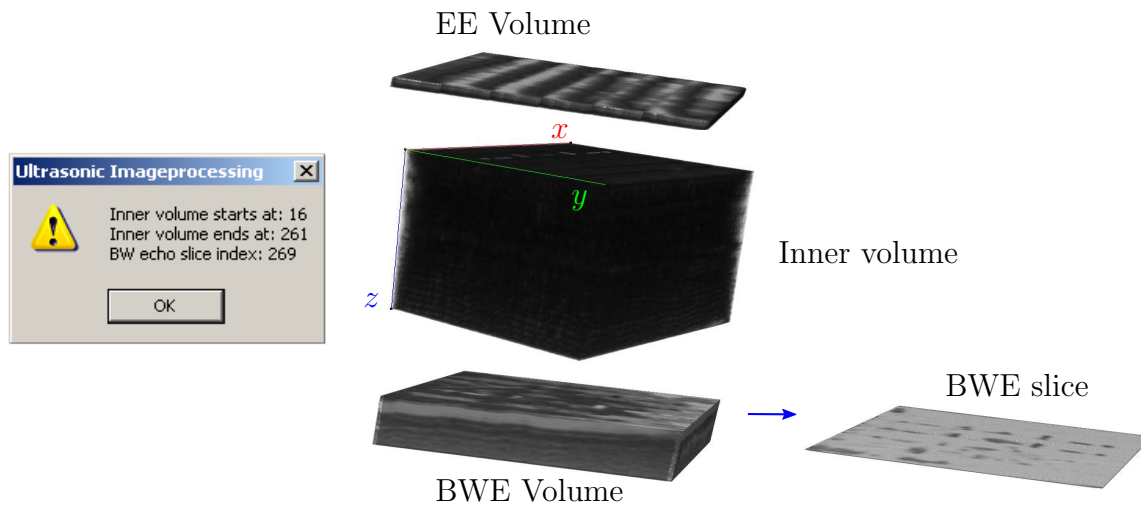 EE Volume
x
y
Ultrasonic Imageprocessing
Inner volume starts at: 16
Inner volume ends at: 261
BW echo slice index: 269
OK
Inner volume
z
BWE slice
BWE Volume